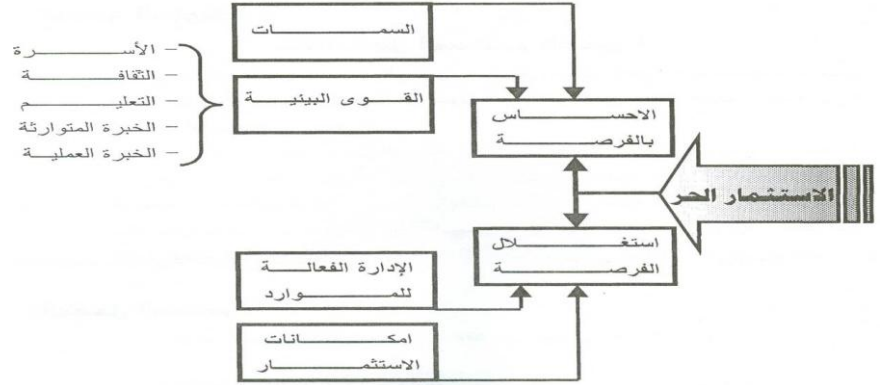 السمات
القوى البينية
– الأسرة
– الثقافة
– التعليم
– الخبرة المتوارثة
– الخبرة العملية
الاحساس
بالفرصة
الاستثمار الحر
استغلال
الفرصة
الإدارة الفعالة
للموارد
امكانات
الاستثمار